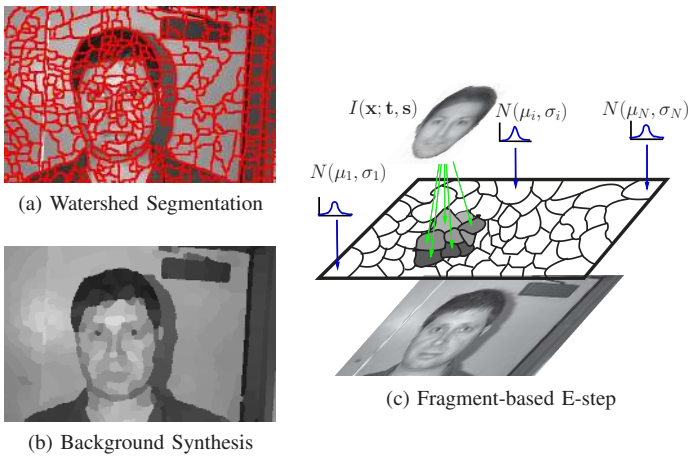 (a) Watershed Segmentation
(b) Background Synthesis
I(x; t, s)
N(μ_i, σ_i)
N(μ_N, σ_N)
N(μ_1, σ_1)
(c) Fragment-based E-step